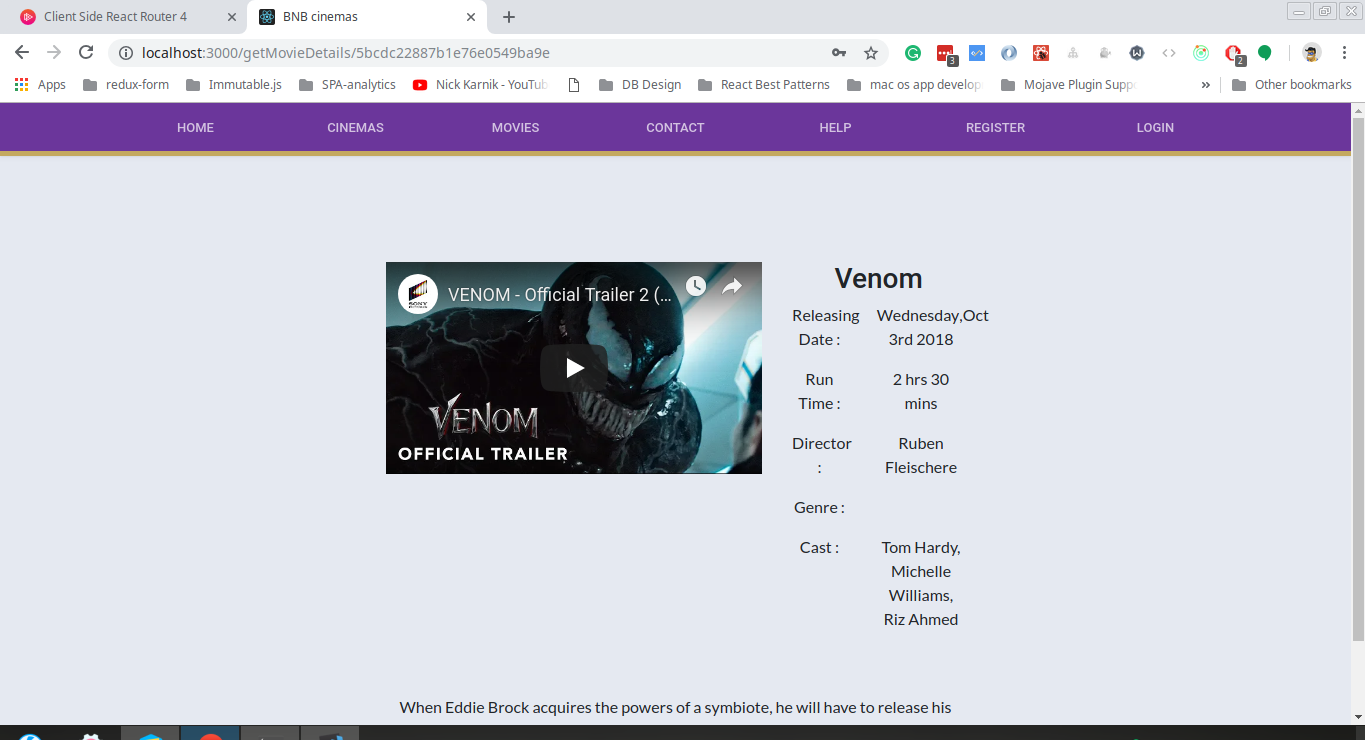 Client Side React Router 4
BNB cinemas
localhost:3000/getMovieDetails/5bcdc22887b1e76e0549ba9e
3
2
Apps
redux-form
Immutable.js
SPA-analytics
Nick Karnik - YouTub
DB Design
React Best Patterns
mac os app develop
Mojave Plugin Supp
»
Other bookmarks
HOME
CINEMAS
MOVIES
CONTACT
HELP
REGISTER
LOGIN
SONY
VENOM - Official Trailer 2 (...
VENOM
OFFICIAL TRAILER
Venom
Releasing
Date :
Wednesday,Oct
3rd 2018
Run
Time :
2 hrs 30
mins
Director
:
Ruben
Fleischere
Genre :
Cast :
Tom Hardy,
Michelle
Williams,
Riz Ahmed
When Eddie Brock acquires the powers of a symbiote, he will have to release his